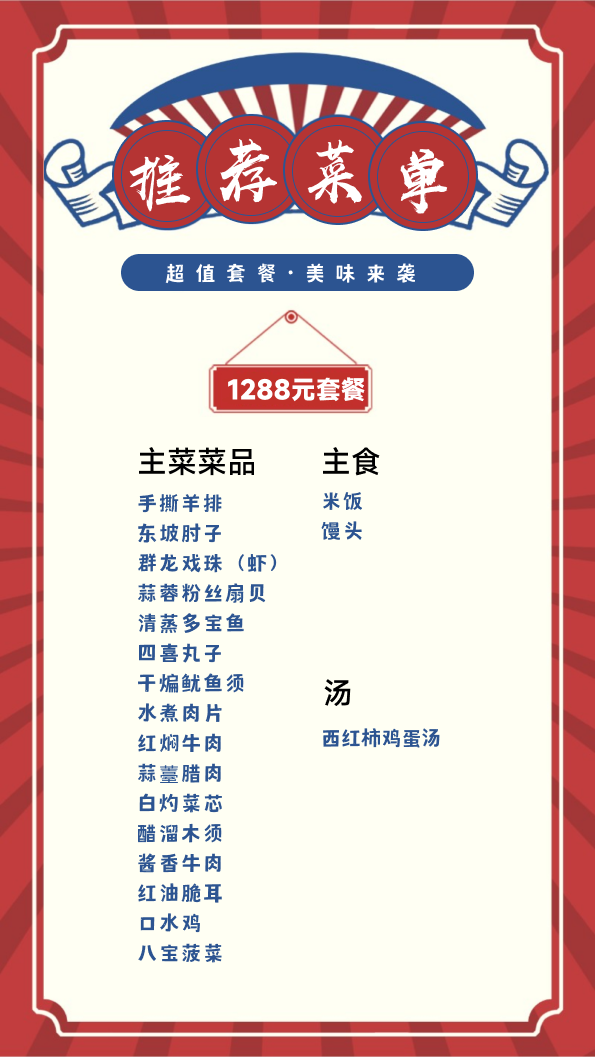 推荐菜单
超值套餐·美味来袭
1288元套餐
主菜菜品
手撕羊排
东坡肘子
群龙戏珠（虾）
蒜蓉粉丝扇贝
清蒸多宝鱼
四喜丸子
干煸鱿鱼须
水煮肉片
红焖牛肉
蒜薹腊肉
白灼菜芯
醋溜木须
酱香牛肉
红油脆耳
口水鸡
八宝菠菜
主食
米饭
馒头
汤
西红柿鸡蛋汤